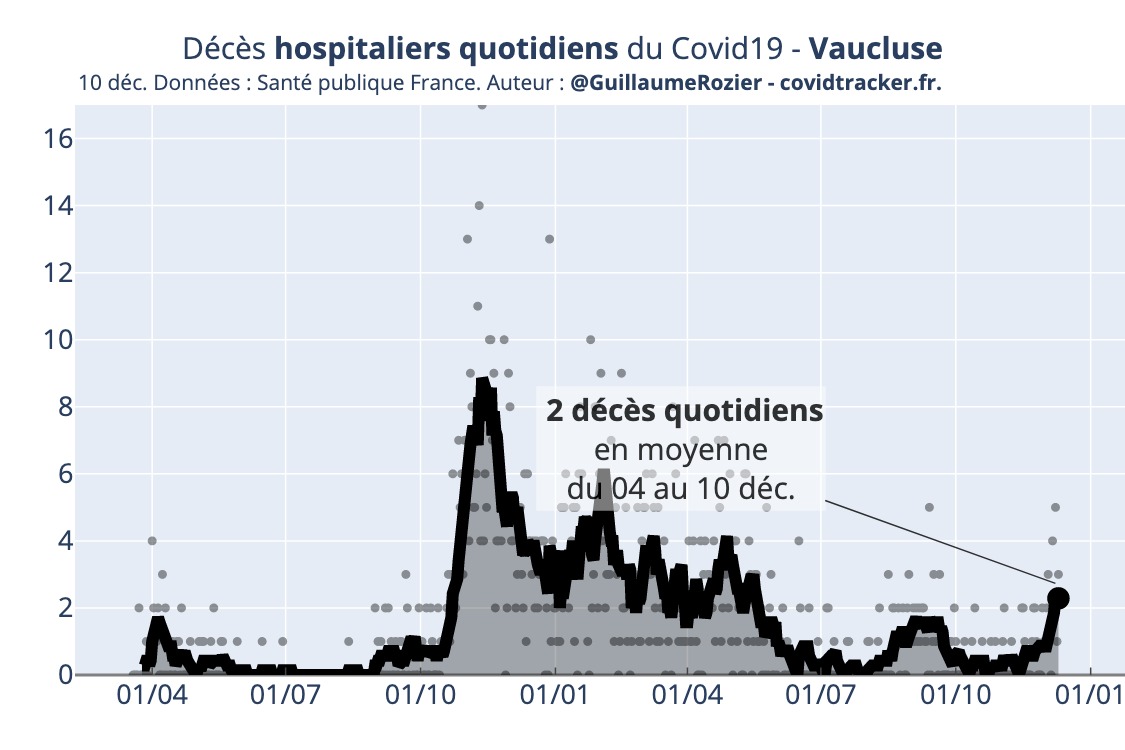 Décès hospitaliers quotidiens du Covid19 - Vaucluse
10 déc. Données : Santé publique France. Auteur : @GuillaumeRozier - covidtracker.fr.
16
14
12
10
8
6
4
2
0
2 décès quotidiens
en moyenne
du 04 au 10 déc.
01/04 01/07 01/10 01/01 01/04 01/07 01/10 01/01